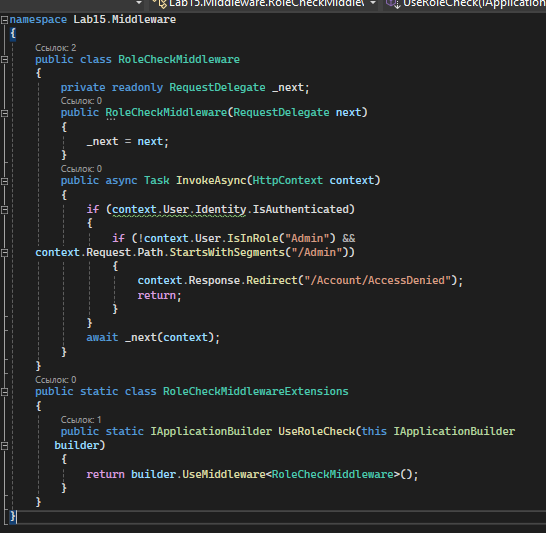 Lab15.Middleware.RoleCheckMiddlew
UseRoleCheck(IApplication
namespace Lab15.Middleware
{
Ссылок: 2
public class RoleCheckMiddleware
{
private readonly RequestDelegate _next;
Ссылок: 0
public RoleCheckMiddleware(RequestDelegate next)
{
_next = next;
}
Ссылок: 0
public async Task InvokeAsync(HttpContext context)
{
if (context.User.Identity.IsAuthenticated)
{
if (!context.User.IsInRole("Admin") &&
context.Request.Path.StartsWithSegments("/Admin"))
{
context.Response.Redirect("/Account/AccessDenied");
return;
}
}
await _next(context);
}
}
Ссылок: 0
public static class RoleCheckMiddlewareExtensions
{
Ссылок: 1
public static IApplicationBuilder UseRoleCheck(this IApplicationBuilder
builder)
{
return builder.UseMiddleware<RoleCheckMiddleware>();
}
}
}